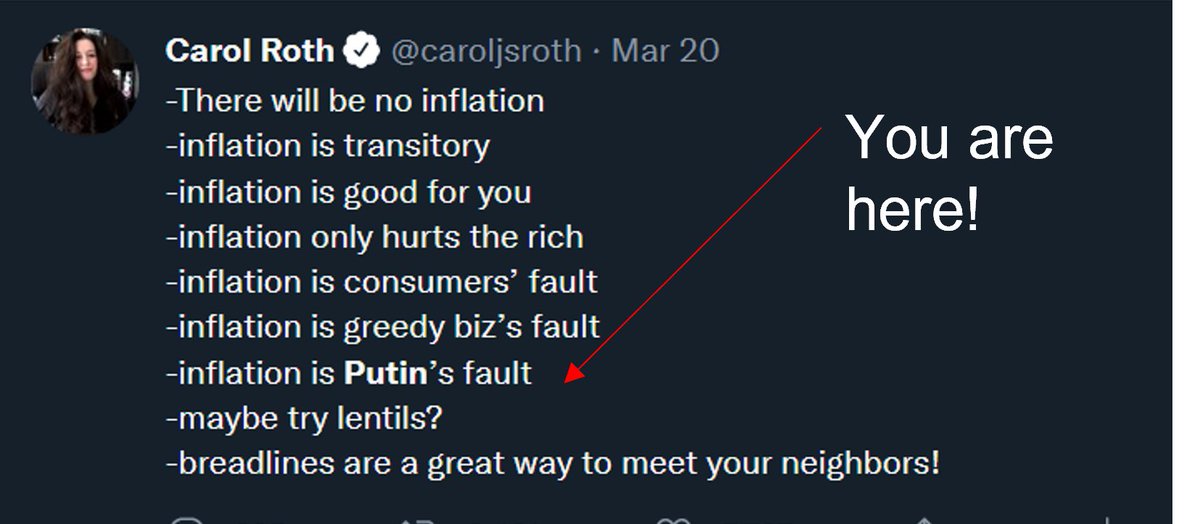 Carol Roth @caroljsroth · Mar 20
-There will be no inflation
-inflation is transitory
-inflation is good for you
-inflation only hurts the rich
-inflation is consumers’ fault
-inflation is greedy biz’s fault
-inflation is Putin’s fault
-maybe try lentils?
-breadlines are a great way to meet your neighbors!
You are
here!